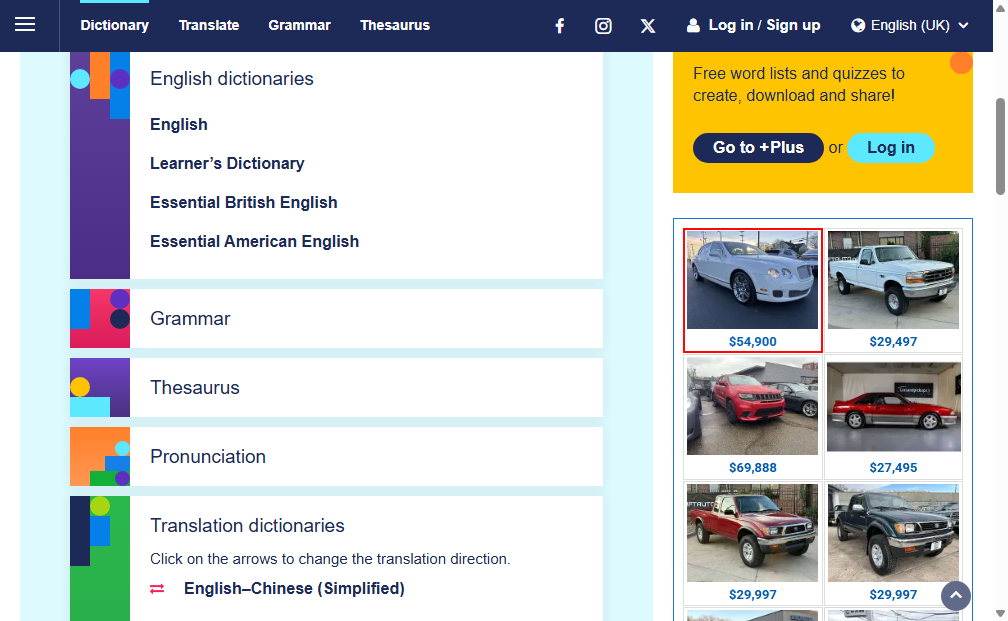 Dictionary
Translate
Grammar
Thesaurus
Log in / Sign up
English (UK)
English dictionaries
English
Learner’s Dictionary
Essential British English
Essential American English
Grammar
Thesaurus
Pronunciation
Translation dictionaries
Click on the arrows to change the translation direction.
English–Chinese (Simplified)
Free word lists and quizzes to
create, download and share!
Go to +Plus or Log in
$54,900
$29,497
$69,888
$27,495
$29,997
$29,997